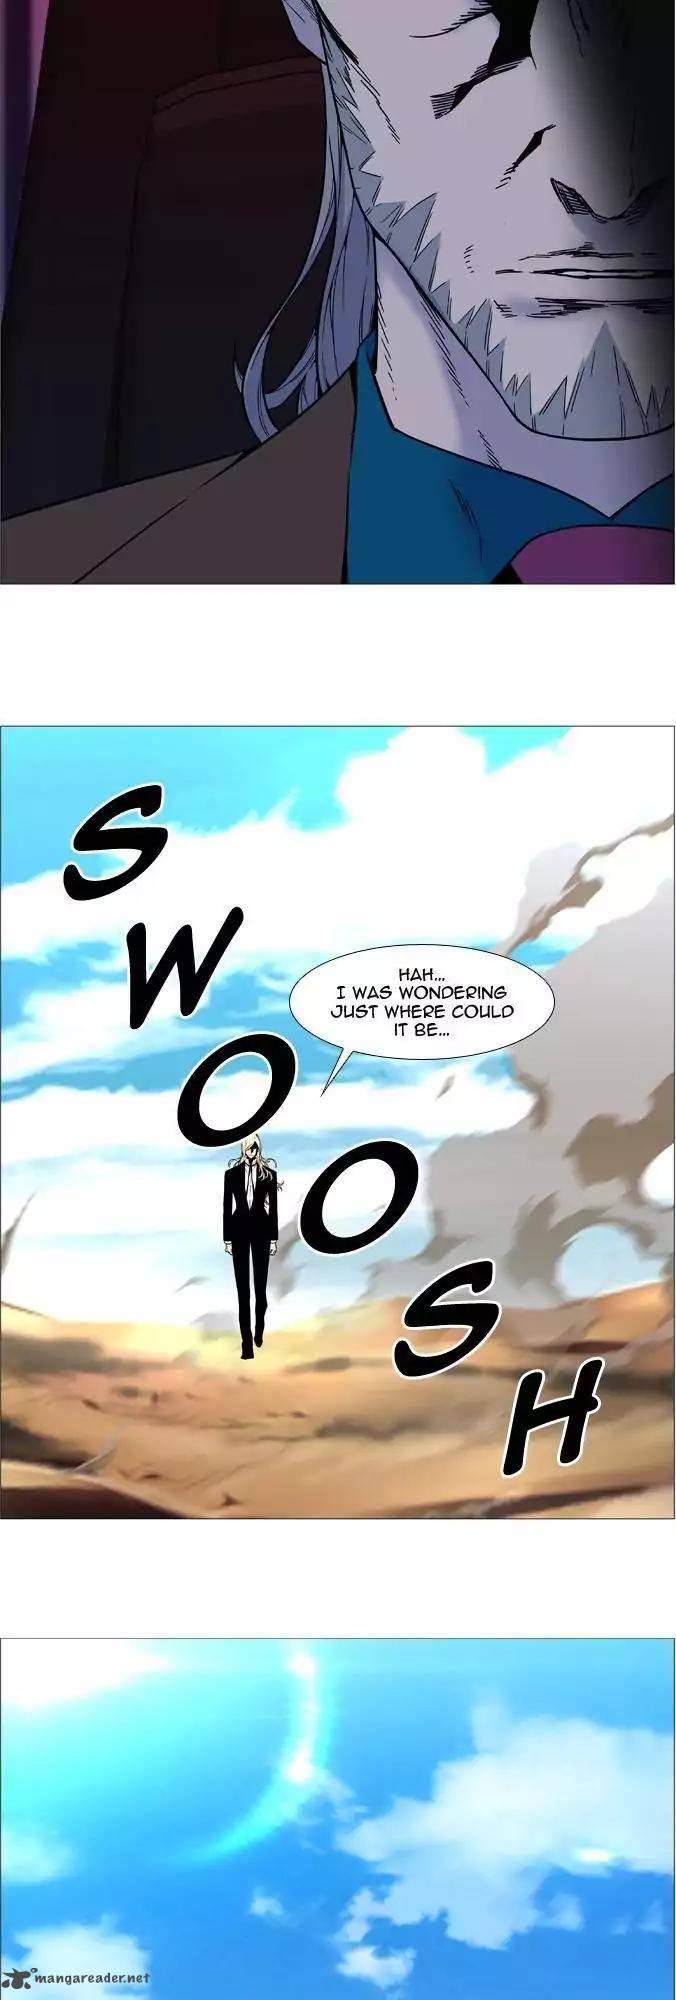 SWOOSH
HAH...
I WAS WONDERING
JUST WHERE COULD
IT BE...
mangareader.net